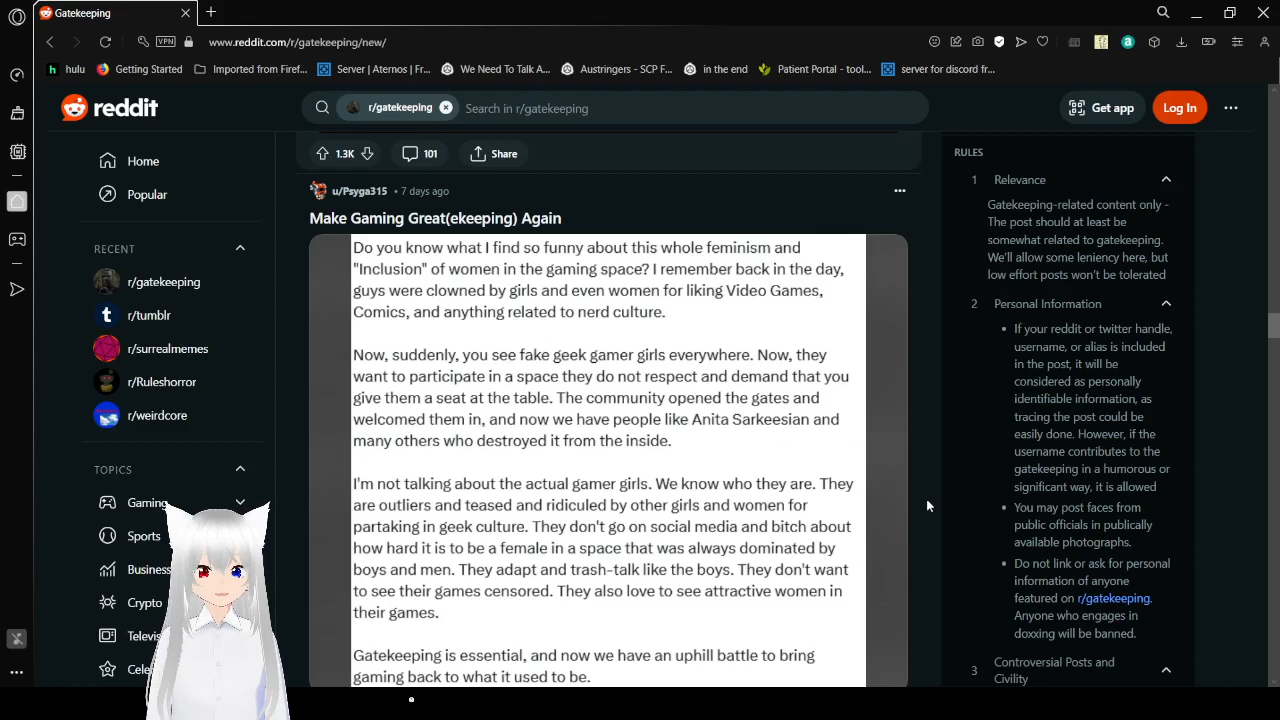 Gatekeeping
VPN
www.reddit.com/r/gatekeeping/new/
hulu
Getting Started
Imported from Firef...
Server | Aternos | Fr...
We Need To Talk A...
Austringers - SCP F...
in the end
Patient Portal - tool...
server for discord fr...
reddit
r/gatekeeping
Search in r/gatekeeping
Get app
Log In
Home
Popular
RECENT
r/gatekeeping
r/tumblr
r/surrealmemes
r/Ruleshorror
r/weirdcore
TOPICS
Gaming
Sports
Business
Crypto
Televis
Cele
1.3K
101
Share
u/Psyga315 • 7 days ago
Make Gaming Great(ekeeping) Again
Do you know what I find so funny about this whole feminism and
"Inclusion" of women in the gaming space? I remember back in the day,
guys were clowned by girls and even women for liking Video Games,
Comics, and anything related to nerd culture.
Now, suddenly, you see fake geek gamer girls everywhere. Now, they
want to participate in a space they do not respect and demand that you
give them a seat at the table. The community opened the gates and
welcomed them in, and now we have people like Anita Sarkeesian and
many others who destroyed it from the inside.
I'm not talking about the actual gamer girls. We know who they are. They
are outliers and teased and ridiculed by other girls and women for
partaking in geek culture. They don't go on social media and bitch about
how hard it is to be a female in a space that was always dominated by
boys and men. They adapt and trash-talk like the boys. They don't want
to see their games censored. They also love to see attractive women in
their games.
Gatekeeping is essential, and now we have an uphill battle to bring
gaming back to what it used to be.
RULES
1 Relevance
Gatekeeping-related content only -
The post should at least be
somewhat related to gatekeeping.
We'll allow some leniency here, but
low effort posts won't be tolerated
2 Personal Information
• If your reddit or twitter handle,
username, or alias is included
in the post, it will be
considered as personally
identifiable information, as
tracing the post could be
easily done. However, if the
username contributes to the
gatekeeping in a humorous or
significant way, it is allowed
• You may post faces from
public officials in publically
available photographs.
• Do not link or ask for personal
information of anyone
featured on r/gatekeeping.
Anyone who engages in
doxxing will be banned.
3 Controversial Posts and
Civility